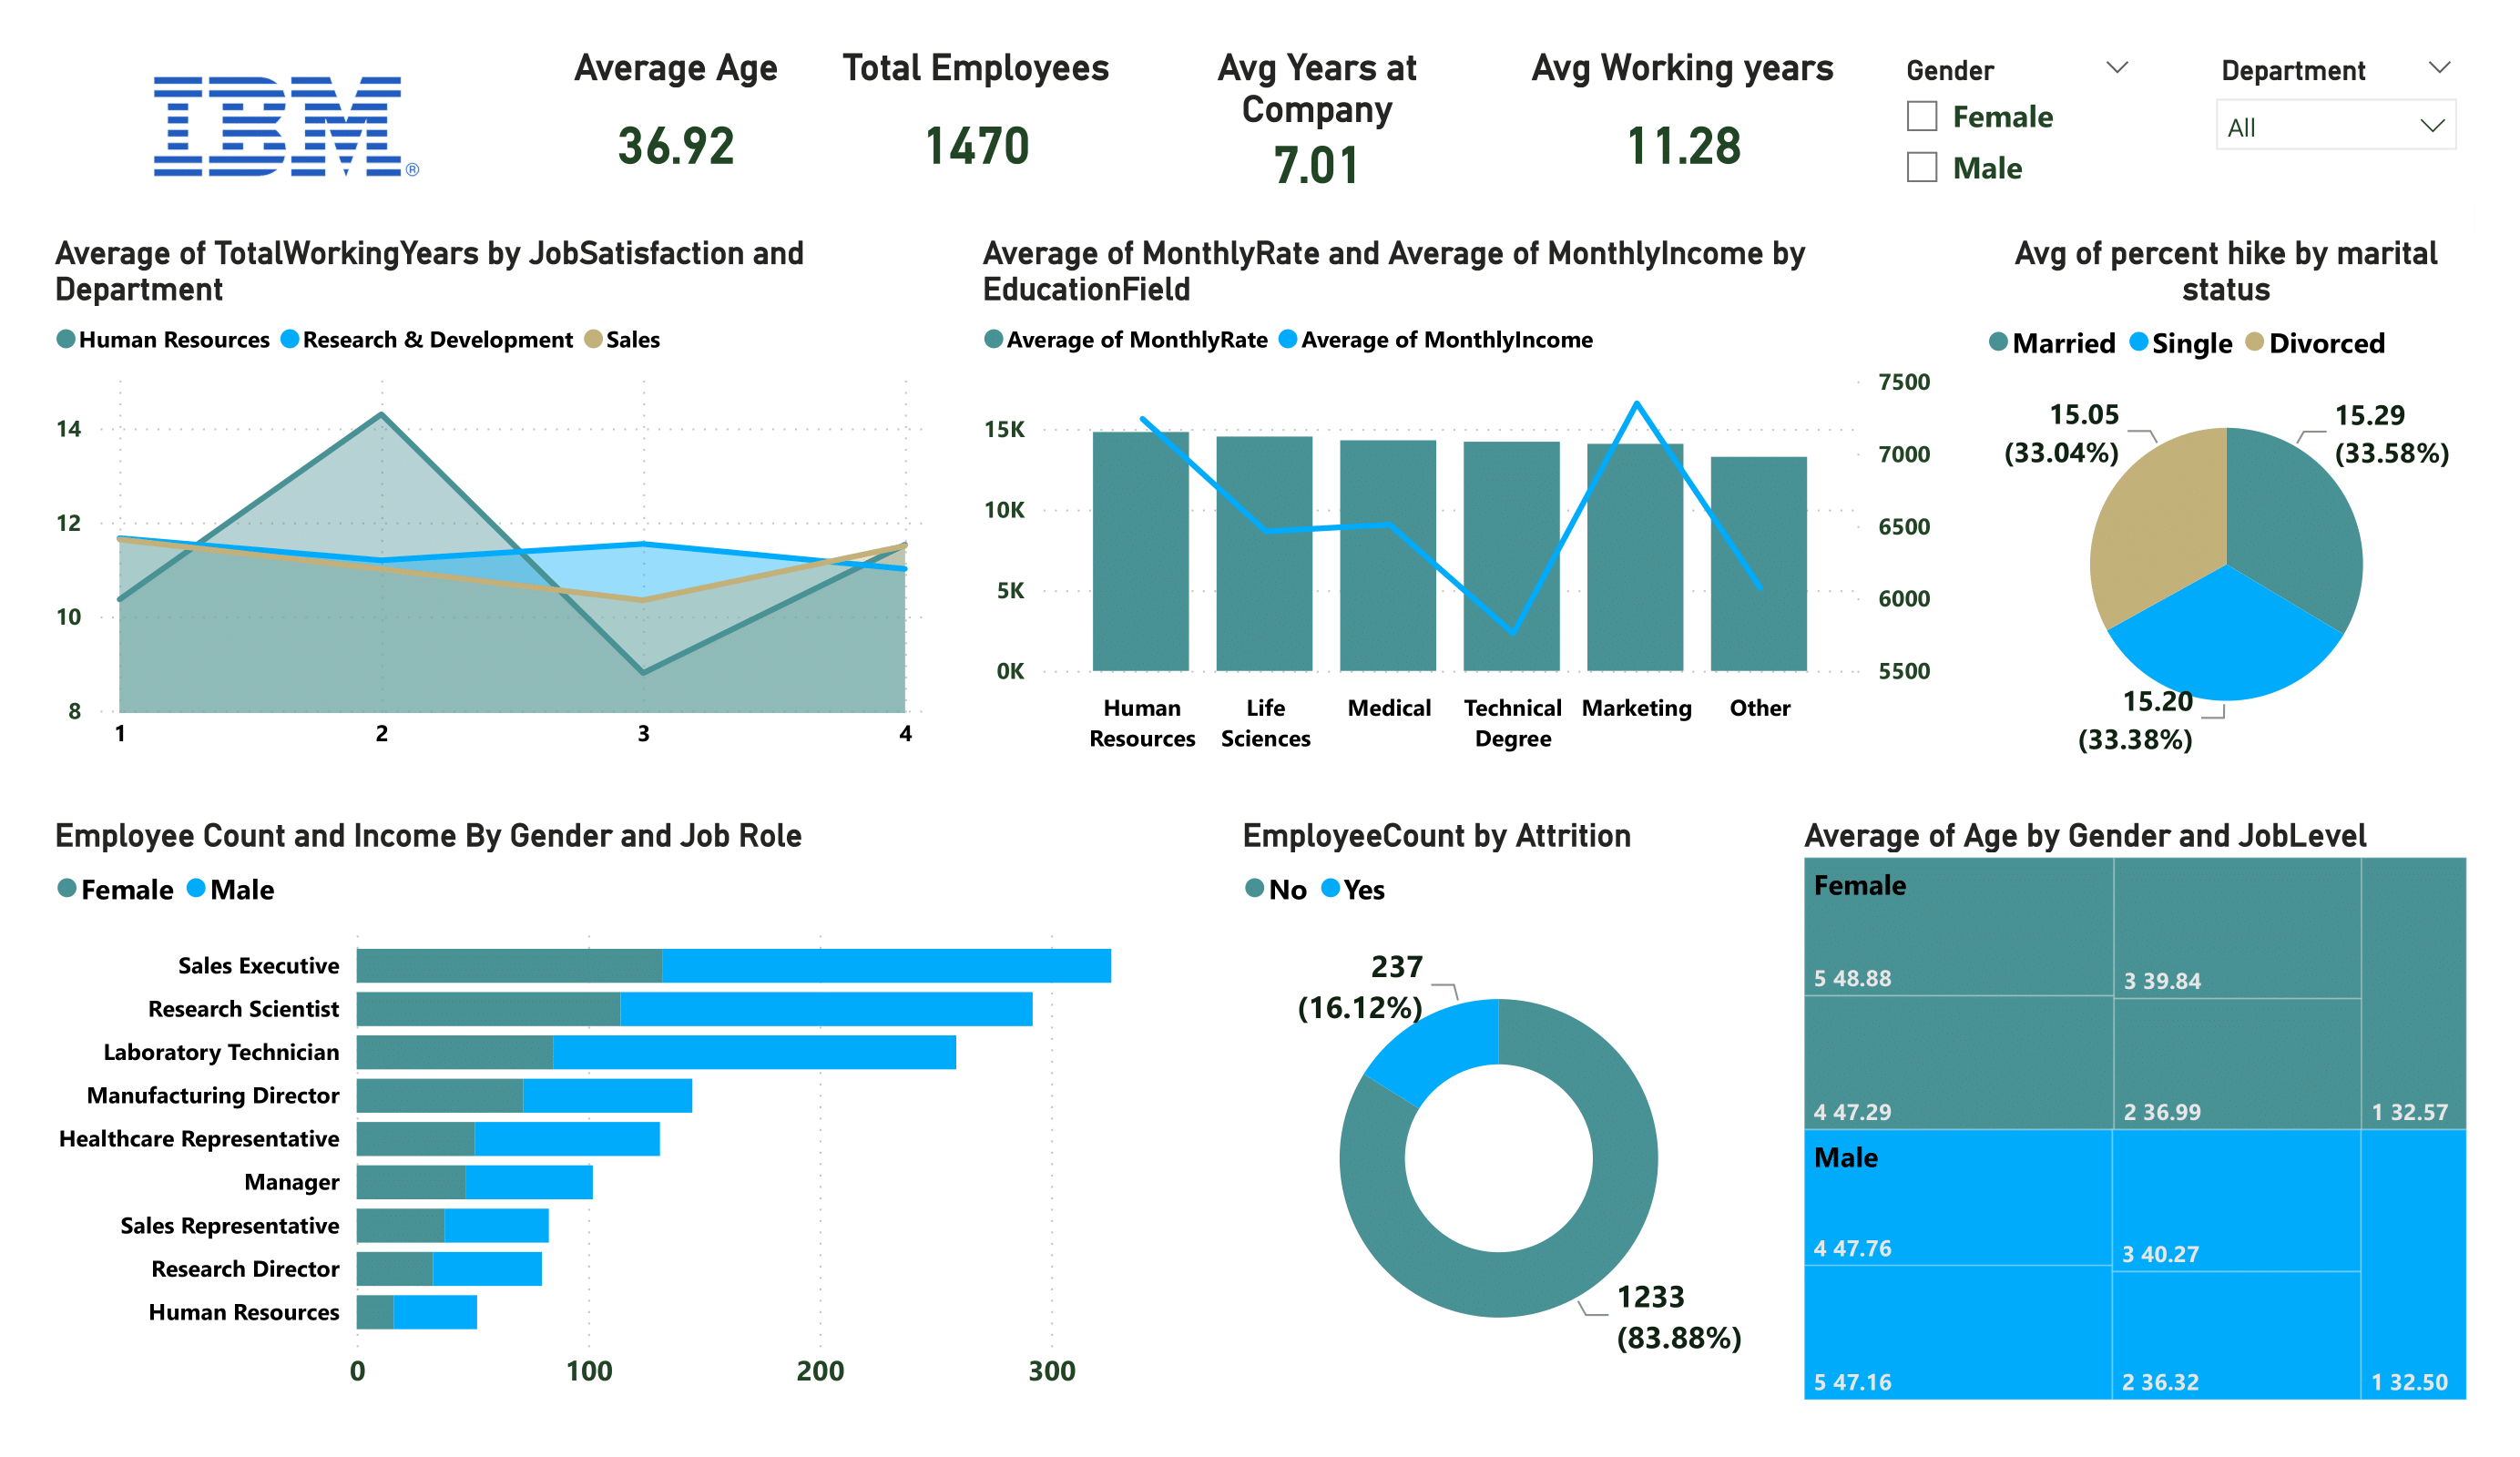 IBM®
Average Age
36.92
Total Employees
1470
Avg Years at
Company
7.01
Avg Working years
11.28
Gender
Female
Male
Department
All
Average of TotalWorkingYears by JobSatisfaction and
Department
Human Resources Research & Development Sales
14
12
10
8
1 2 3 4
Average of MonthlyRate and Average of MonthlyIncome by
EducationField
Average of MonthlyRate Average of MonthlyIncome
15K
10K
5K
0K
7500
7000
6500
6000
5500
Human
Resources
Life
Sciences
Medical
Technical
Degree
Marketing
Other
Avg of percent hike by marital
status
Married Single Divorced
15.05
(33.04%)
15.29
(33.58%)
15.20
(33.38%)
Employee Count and Income By Gender and Job Role
Female Male
Sales Executive
Research Scientist
Laboratory Technician
Manufacturing Director
Healthcare Representative
Manager
Sales Representative
Research Director
Human Resources
0 100 200 300
EmployeeCount by Attrition
No Yes
237
(16.12%)
1233
(83.88%)
Average of Age by Gender and JobLevel
Female
5 48.88
3 39.84
4 47.29
2 36.99
1 32.57
Male
4 47.76
3 40.27
5 47.16
2 36.32
1 32.50